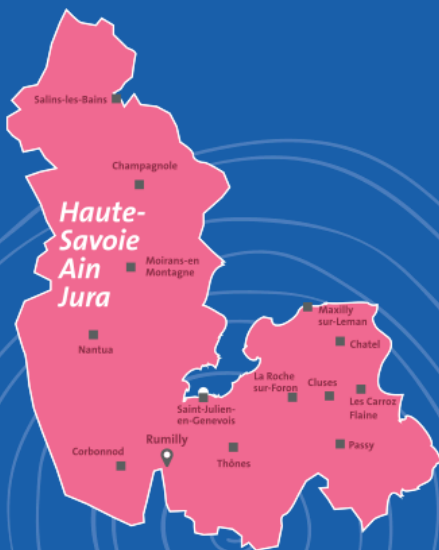 Salins-les-Bains
Champagnole
Haute-
Savoie
Ain
Jura
Moirans-en
Montagne
Maxilly
sur-Leman
Nantua
Chatel
La Roche
sur-Foron
Cluses
Les Carroz
Flaine
Saint-Julien-
en-Genevois
Rumilly
Corbonnod
Thônes
Passy